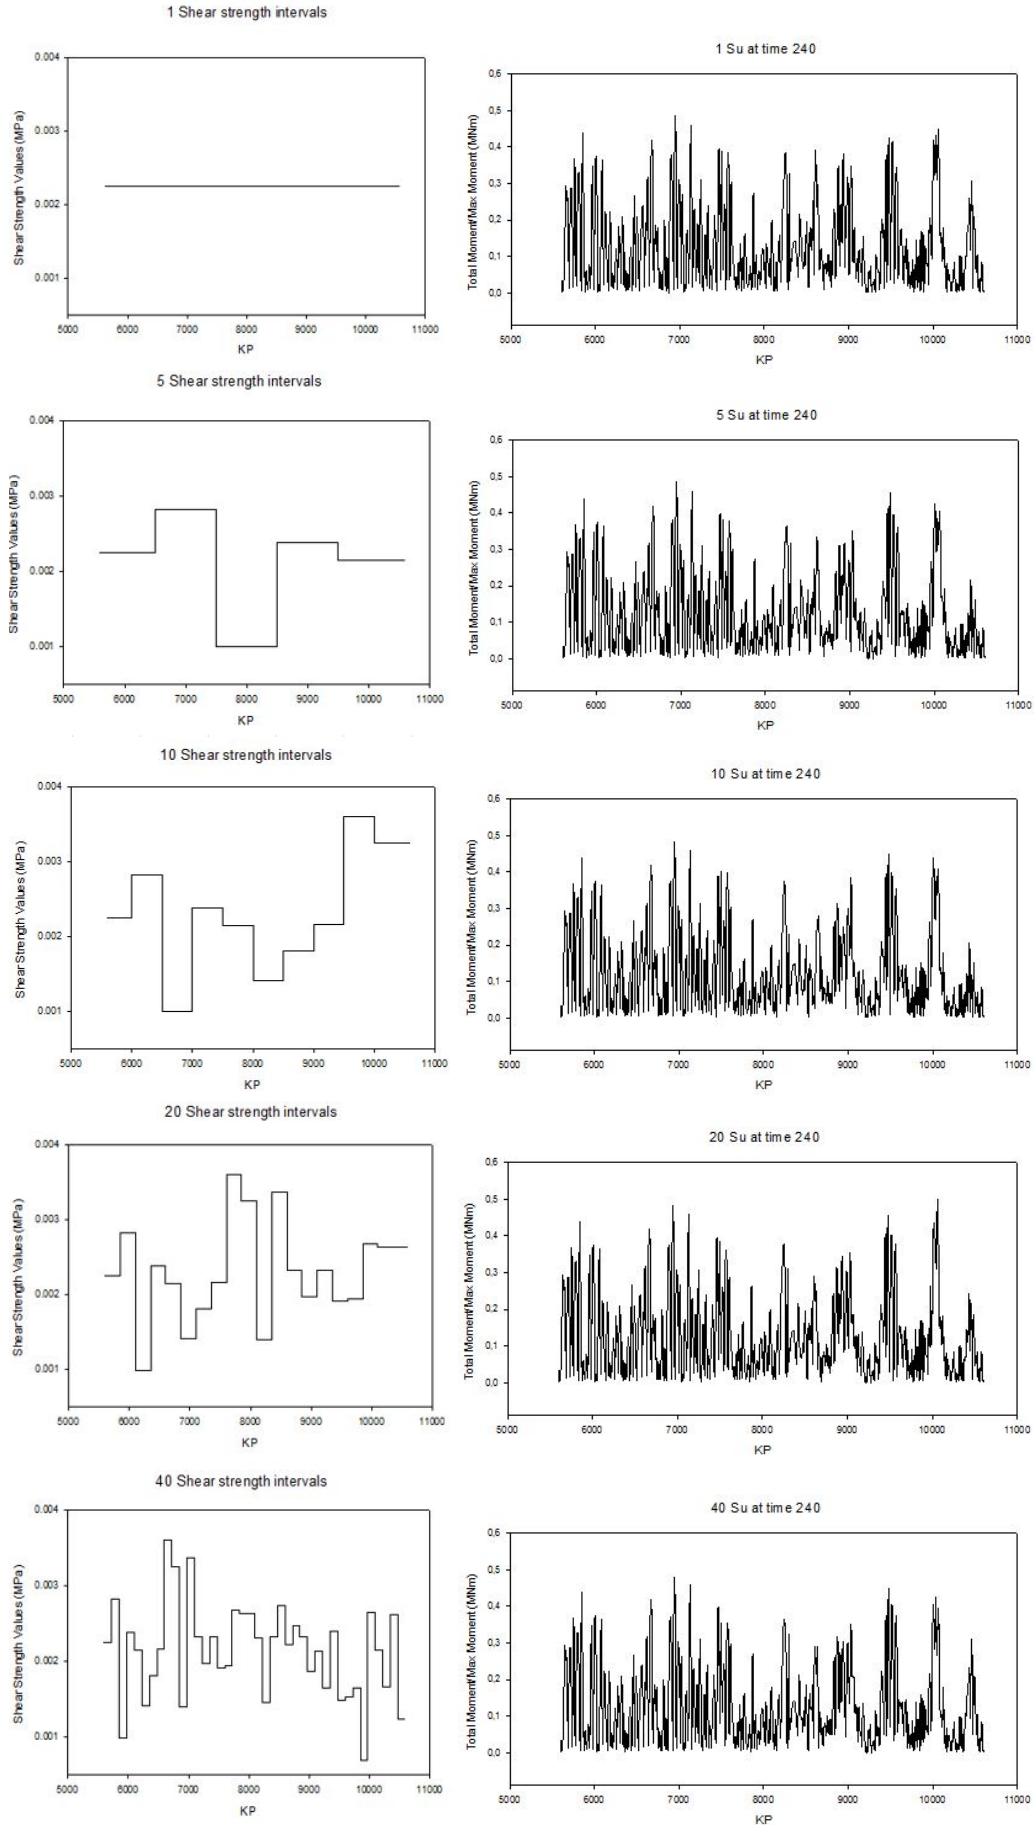 1 Shear strength intervals
0.004
0.003
0.002
0.001
Shear Strength Values (MPa)
5000 6000 7000 8000 9000 10000 11000
KP
1 Su at time 240
0,6
0,5
0,4
0,3
0,2
0,1
0,0
Total Moment/Max Moment (MNm)
5000 6000 7000 8000 9000 10000 11000
KP
5 Shear strength intervals
0.004
0.003
0.002
0.001
Shear Strength Values (MPa)
5000 6000 7000 8000 9000 10000 11000
KP
5 Su at time 240
0,6
0,5
0,4
0,3
0,2
0,1
0,0
Total Moment/Max Moment (MNm)
5000 6000 7000 8000 9000 10000 11000
KP
10 Shear strength intervals
0.004
0.003
0.002
0.001
Shear Strength Values (MPa)
5000 6000 7000 8000 9000 10000 11000
KP
10 Su at time 240
0,6
0,5
0,4
0,3
0,2
0,1
0,0
Total Moment/Max Moment (MNm)
5000 6000 7000 8000 9000 10000 11000
KP
20 Shear strength intervals
0.004
0.003
0.002
0.001
Shear Strength Values (MPa)
5000 6000 7000 8000 9000 10000 11000
KP
20 Su at time 240
0,6
0,5
0,4
0,3
0,2
0,1
0,0
Total Moment/Max Moment (MNm)
5000 6000 7000 8000 9000 10000 11000
KP
40 Shear strength intervals
0.004
0.003
0.002
0.001
Shear Strength Values (MPa)
5000 6000 7000 8000 9000 10000 11000
KP
40 Su at time 240
0,6
0,5
0,4
0,3
0,2
0,1
0,0
Total Moment/Max Moment (MNm)
5000 6000 7000 8000 9000 10000 11000
KP